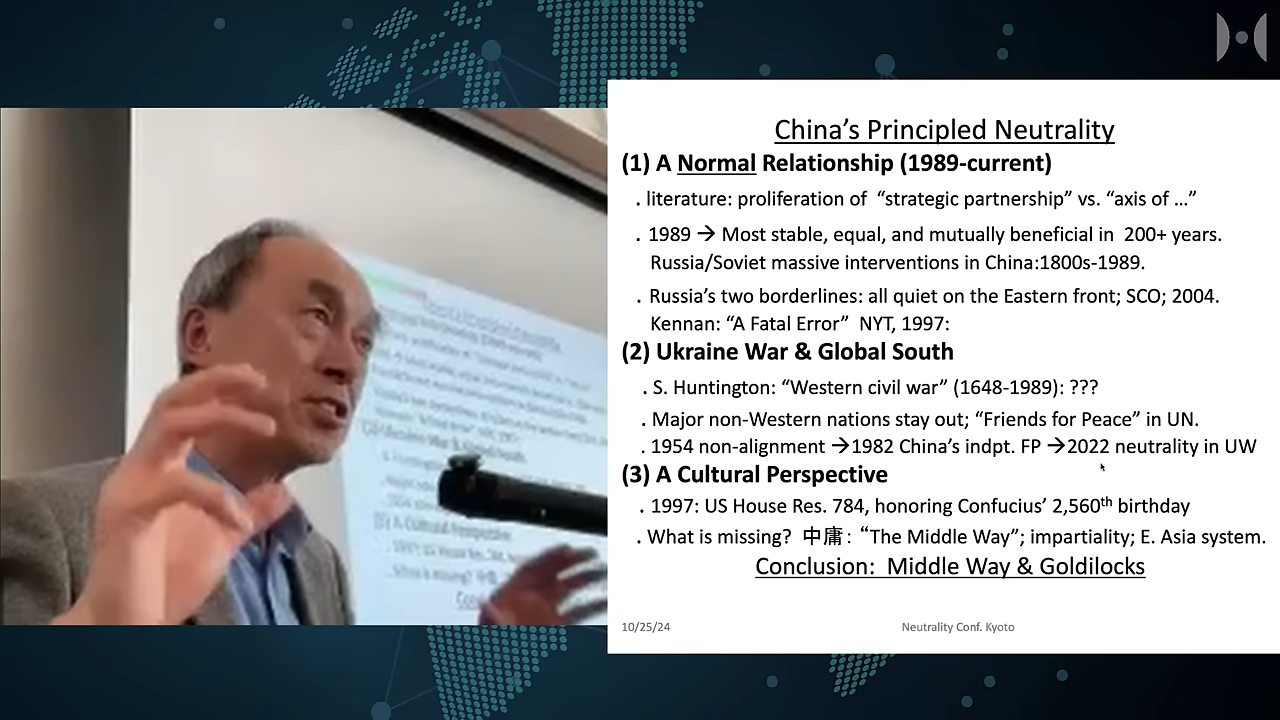 China’s Principled Neutrality
(1) A Normal Relationship (1989-current)
. literature: proliferation of “strategic partnership” vs. “axis of …”
. 1989 → Most stable, equal, and mutually beneficial in 200+ years.
Russia/Soviet massive interventions in China:1800s-1989.
. Russia’s two borderlines: all quiet on the Eastern front; SCO; 2004.
Kennan: “A Fatal Error” NYT, 1997:
(2) Ukraine War & Global South
. S. Huntington: “Western civil war” (1648-1989): ???
. Major non-Western nations stay out; “Friends for Peace” in UN.
. 1954 non-alignment →1982 China’s indpt. FP →2022 neutrality in UW
(3) A Cultural Perspective
. 1997: US House Res. 784, honoring Confucius’ 2,560th birthday
. What is missing? 中庸: “The Middle Way”; impartiality; E. Asia system.
Conclusion: Middle Way & Goldilocks
10/25/24
Neutrality Conf. Kyoto